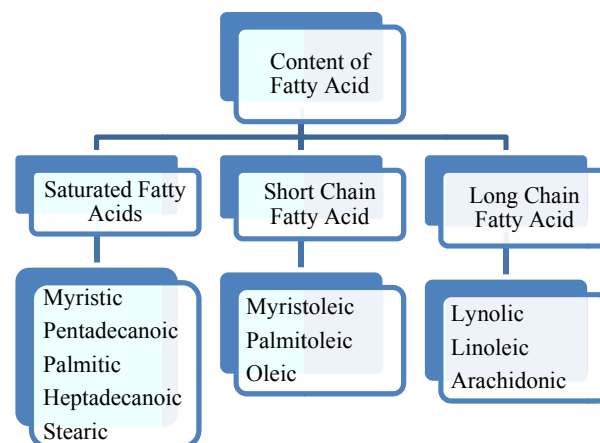 Content of
Fatty Acid
Saturated Fatty
Acids
Short Chain
Fatty Acid
Long Chain
Fatty Acid
Myristic
Pentadecanoic
Palmitic
Heptadecanoic
Stearic
Myristoleic
Palmitoleic
Oleic
Lynolic
Linoleic
Arachidonic